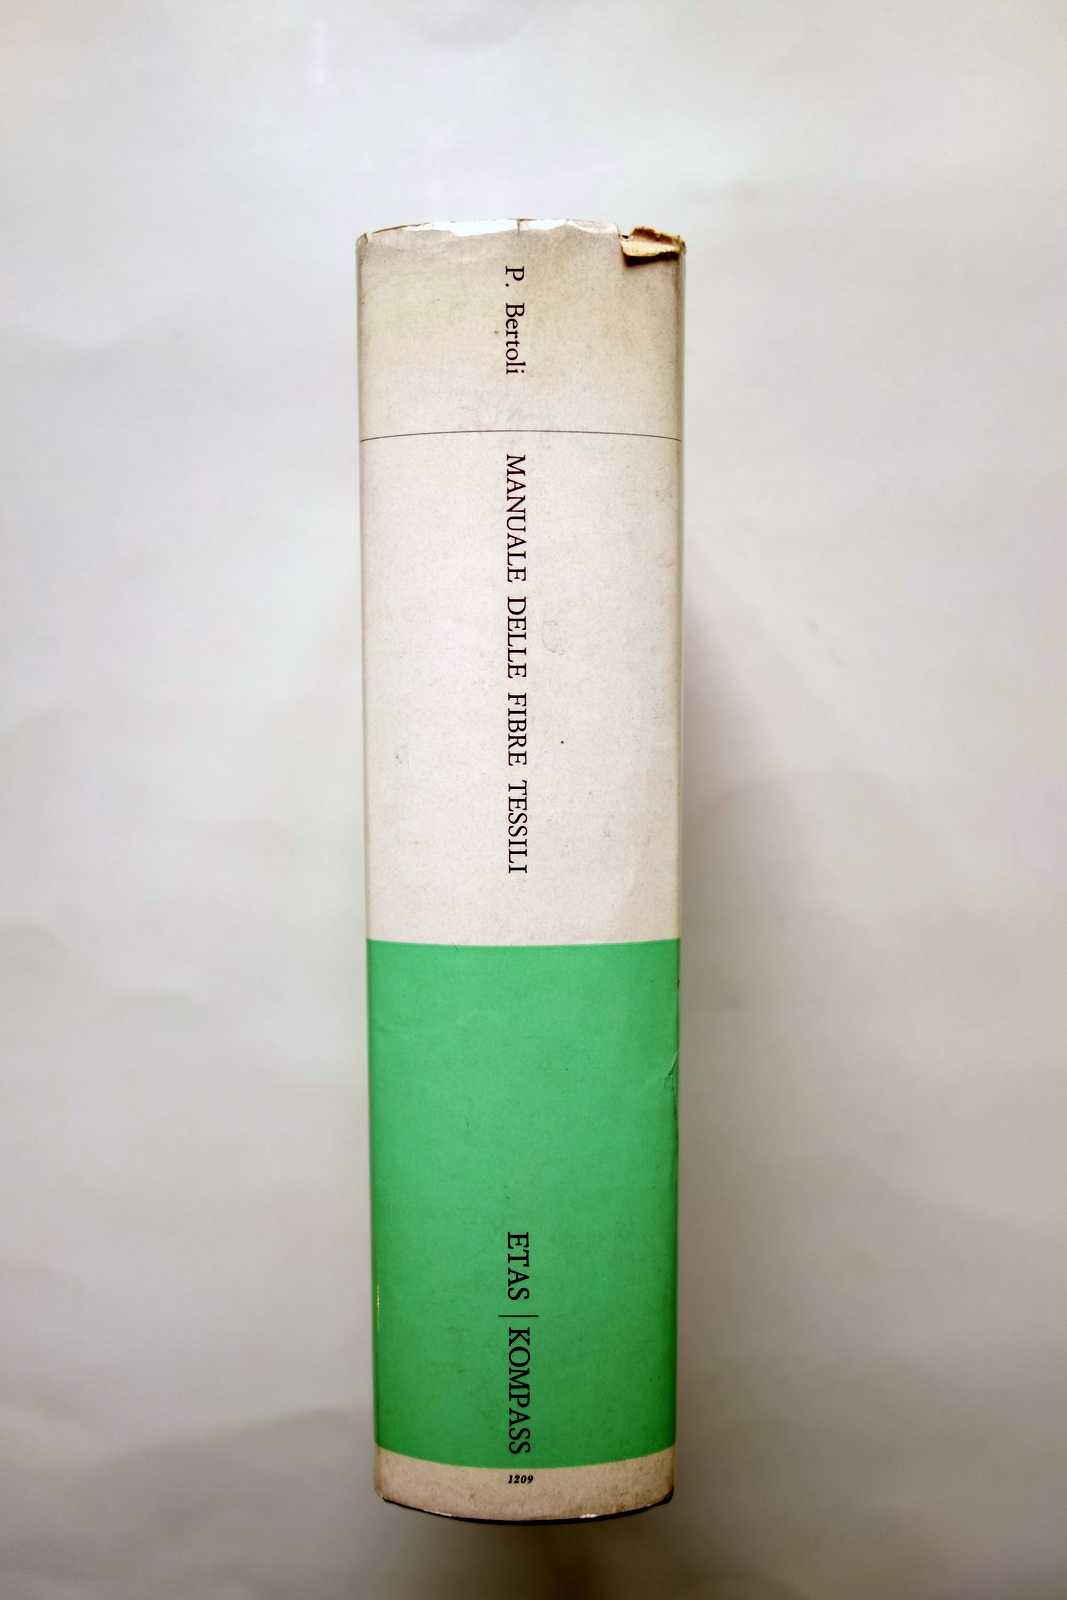 P. Bertoli
MANUALE DELLE FIBRE TESSILI
ETAS | KOMPASS
1209